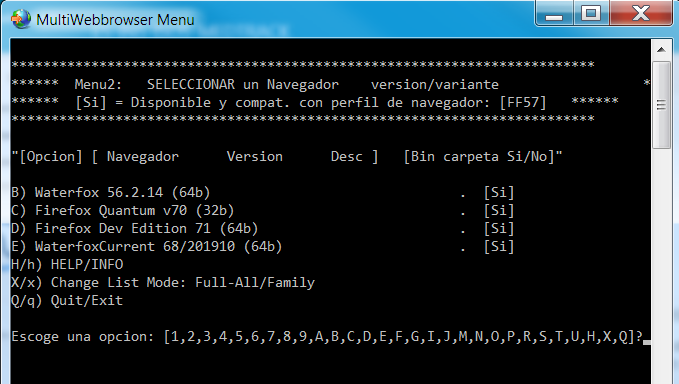 MultiWebbrowser Menu
*************************************************************************
****** Menu2: SELECCIONAR un Navegador version/variante *
****** [Si] = Disponible y compat. con perfil de navegador: [FF57] ******
*************************************************************************
"[Opcion] [ Navegador Version Desc ] [Bin carpeta Si/No]"
B) Waterfox 56.2.14 (64b) . [Si]
C) Firefox Quantum v70 (32b) . [Si]
D) Firefox Dev Edition 71 (64b) . [Si]
E) WaterfoxCurrent 68/201910 (64b) . [Si]
H/h) HELP/INFO
X/x) Change List Mode: Full-All/Family
Q/q) Quit/Exit
Escoge una opcion: [1,2,3,4,5,6,7,8,9,A,B,C,D,E,F,G,I,J,M,N,O,P,R,S,T,U,H,X,Q]?